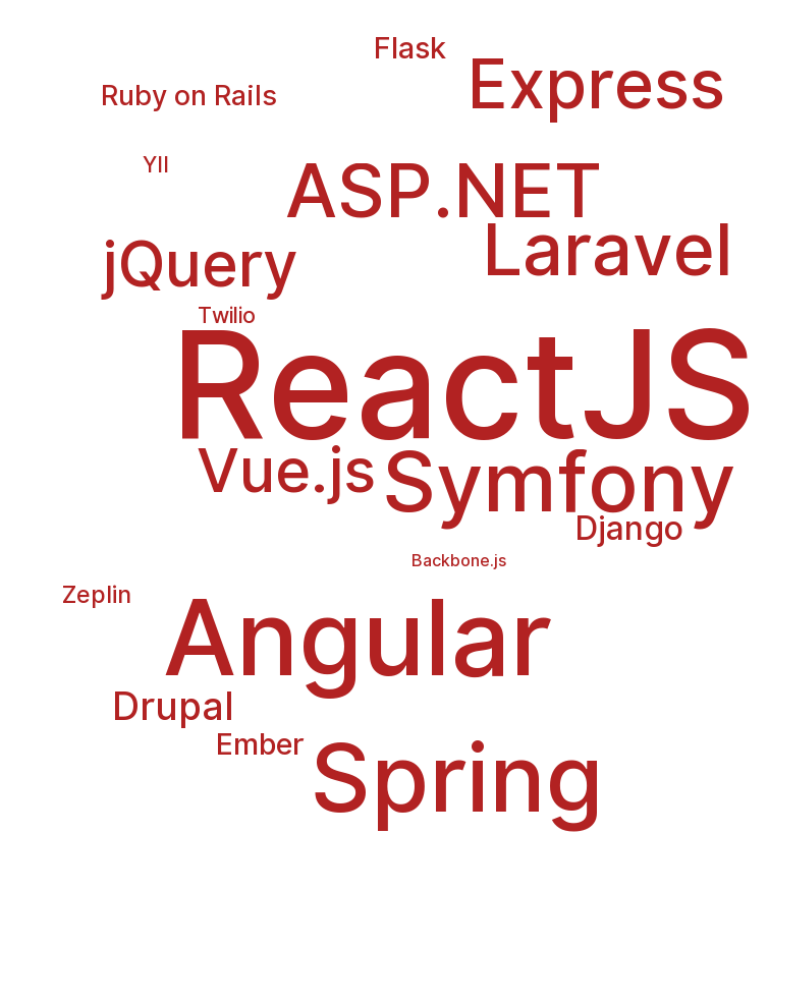 Flask
Express
Ruby on Rails
YII
ASP.NET
Laravel
jQuery
Twilio
ReactJS
Vue.js
Symfony
Django
Backbone.js
Zeplin
Angular
Drupal
Ember
Spring